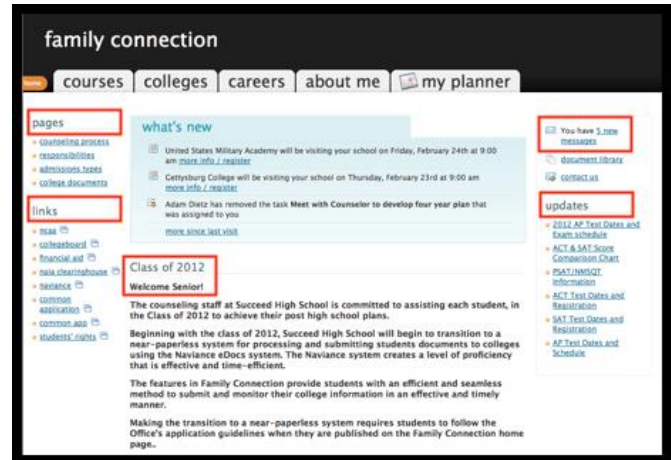 family connection
home
courses
colleges
careers
about me
my planner
pages
counseling process
responsibilities
admissions types
college documents
links
ncaa
collegeboard
financial aid
naia clearinghouse
naviance
common
application
common app
students' rights
what's new
United States Military Academy will be visiting your school on Friday, February 24th at 9:00
am more info / register
Gettysburg College will be visiting your school on Thursday, February 23rd at 9:00 am
more info / register
Adam Dietz has removed the task Meet with Counselor to develop four year plan that
was assigned to you
more since last visit
Class of 2012
Welcome Senior!
The counseling staff at Succeed High School is committed to assisting each student, in
the Class of 2012 to achieve their post high school plans.
Beginning with the class of 2012, Succeed High School will begin to transition to a
near-paperless system for processing and submitting students documents to colleges
using the Naviance eDocs system. The Naviance system creates a level of proficiency
that is effective and time-efficient.
The features in Family Connection provide students with an efficient and seamless
method to submit and monitor their college information in an effective and timely
manner.
Making the transition to a near-paperless system requires students to follow the
Office's application guidelines when they are published on the Family Connection home
page..
You have 5 new
messages
document library
contact us
updates
2012 AP Test Dates and
Exam schedule
ACT & SAT Score
Comparison Chart
PSAT/NMSQT
Information
ACT Test Dates and
Registration
SAT Test Dates and
Registration
AP Test Dates and
Schedule